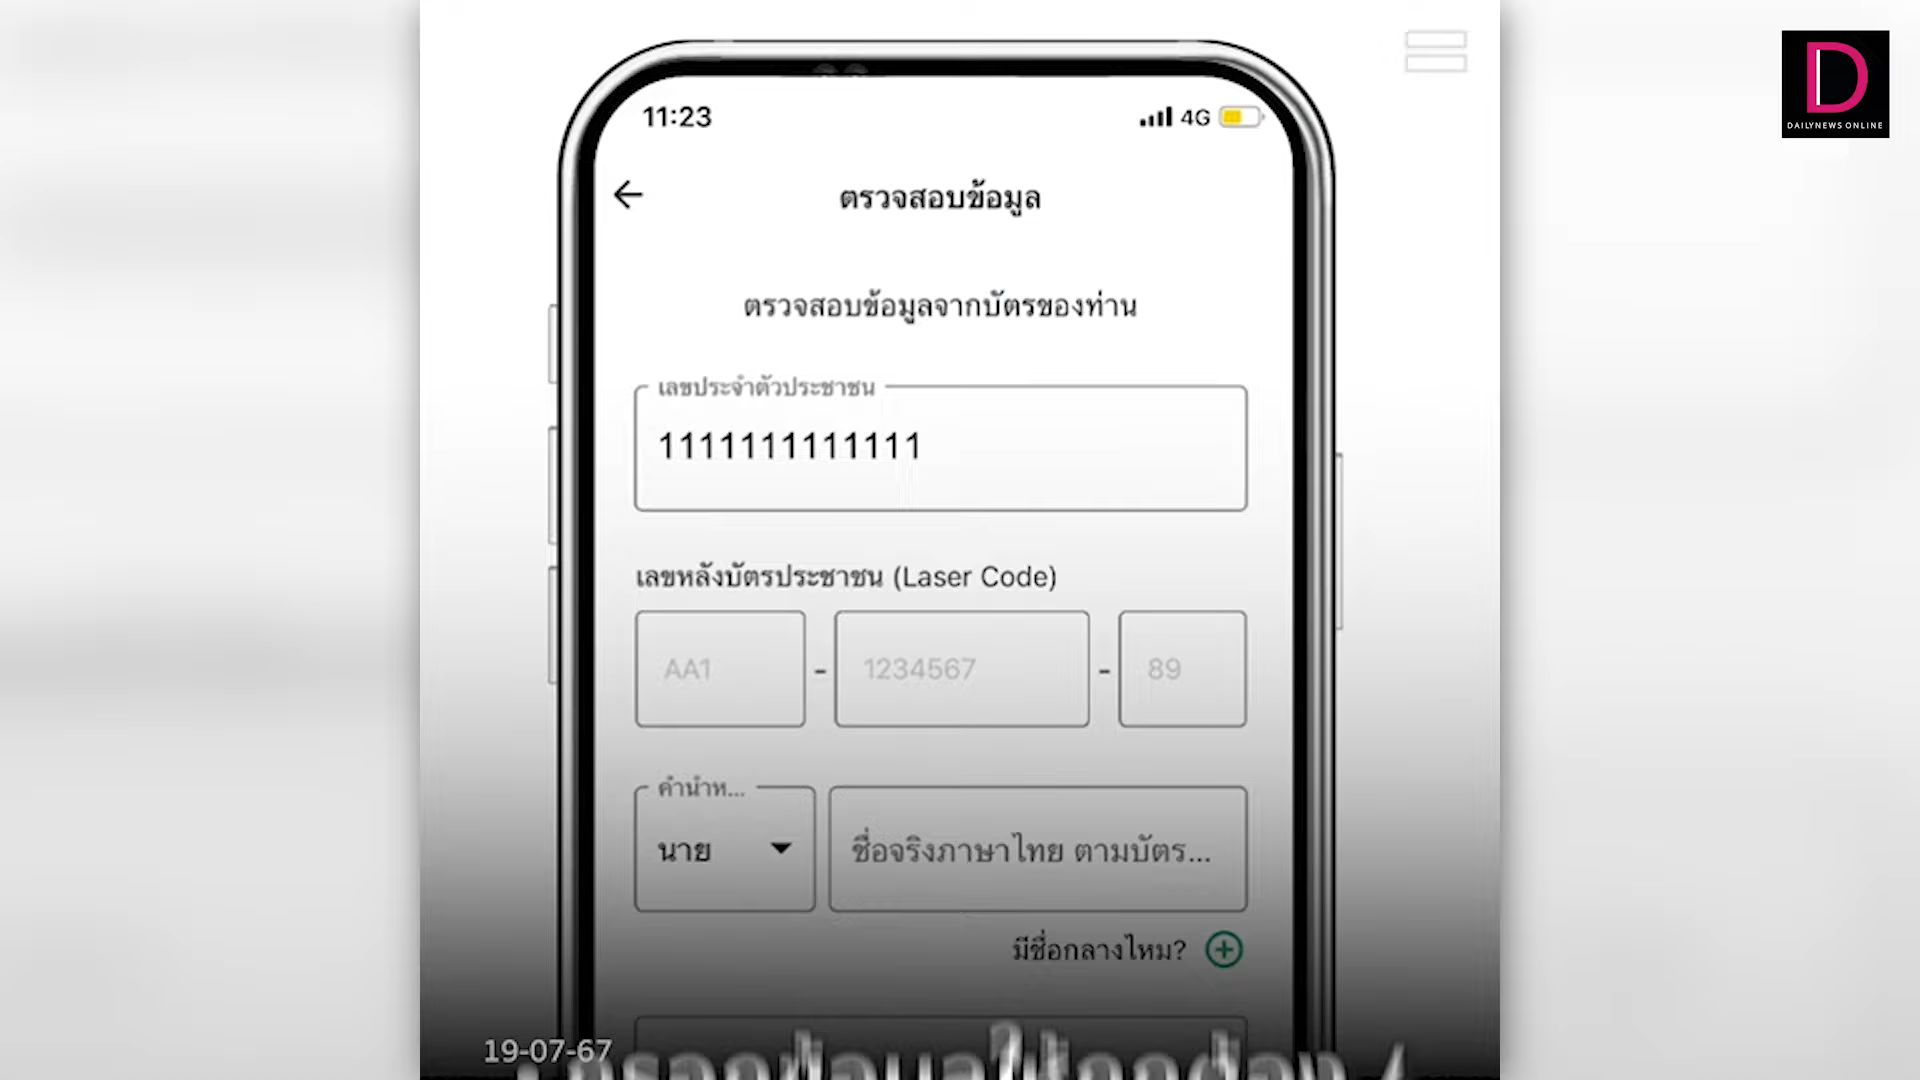 DAILYNEWS ONLINE
11:23
4G
ตรวจสอบข้อมูล
ตรวจสอบข้อมูลจากบัตรของท่าน
เลขประจำตัวประชาชน
1111111111111
เลขหลังบัตรประชาชน (Laser Code)
AA1 - 1234567 - 89
คำนำห...
นาย
ชื่อจริงภาษาไทย ตามบัตร...
มีชื่อกลางไหม?
19-07-67